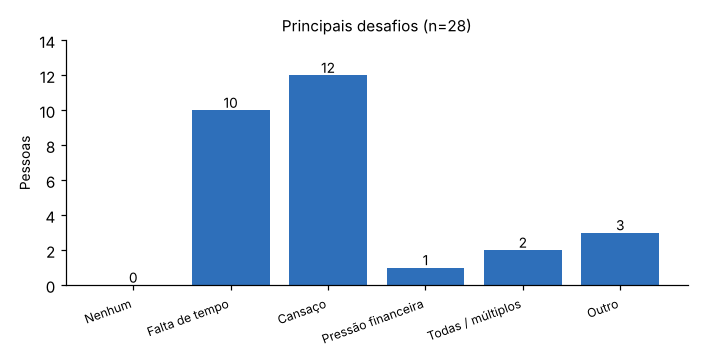 Principais desafios (n=28)
Pessoas
14
12
10
8
6
4
2
0
0
10
12
1
2
3
Nenhum
Falta de tempo
Cansaço
Pressão financeira
Todas / múltiplos
Outro